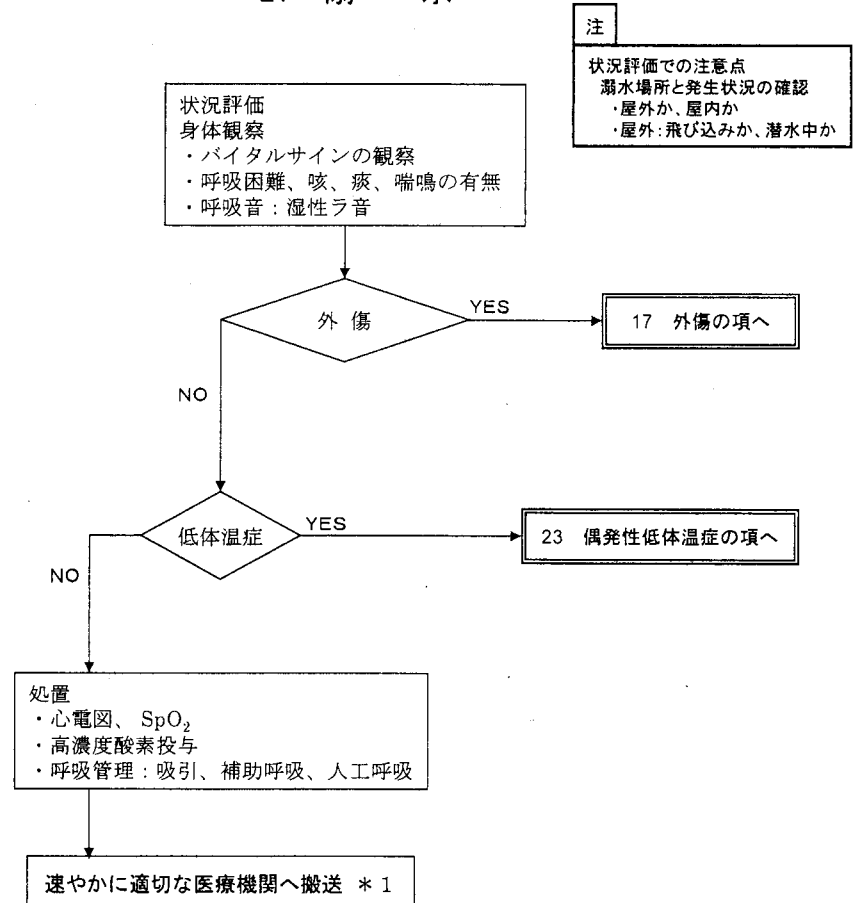 注
状況評価での注意点
溺水場所と発生状況の確認
・屋外か、屋内か
・屋外：飛び込みか、潜水中か
状況評価
身体観察
・バイタルサインの観察
・呼吸困難、咳、痰、喘鳴の有無
・呼吸音：湿性ラ音
外 傷
YES
17 外傷の項へ
NO
低体温症
YES
23 偶発性低体温症の項へ
NO
処置
・心電図、 SpO₂
・高濃度酸素投与
・呼吸管理：吸引、補助呼吸、人工呼吸
速やかに適切な医療機関へ搬送 ＊1